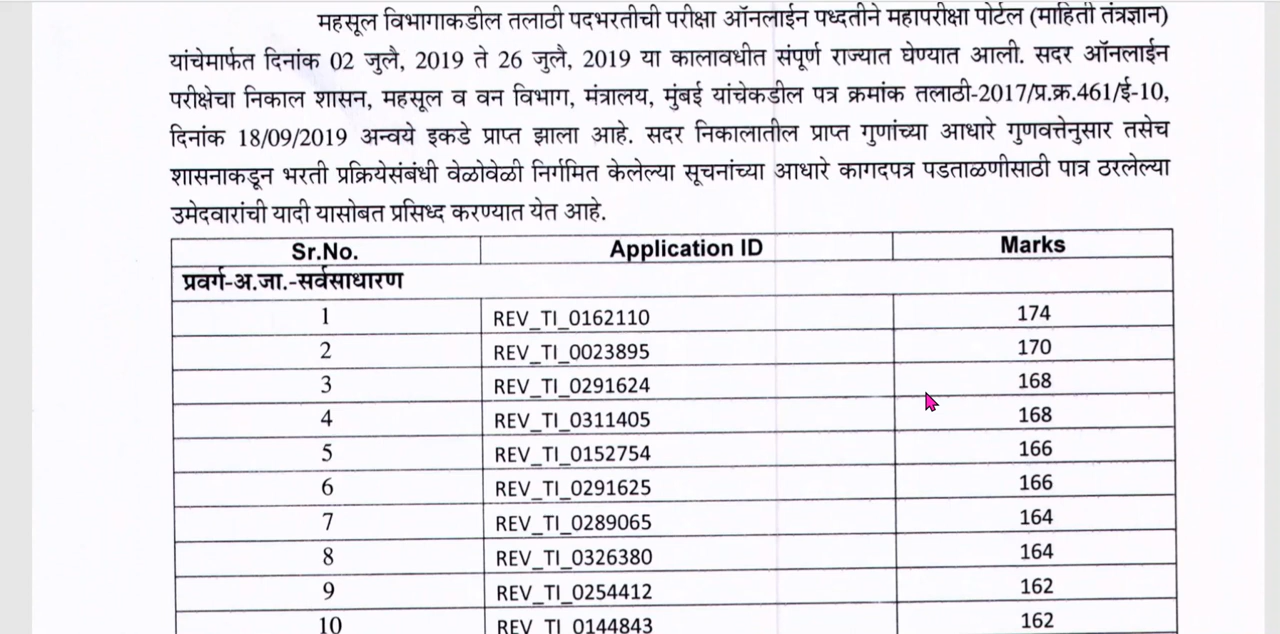 महसूल विभागाकडील तलाठी पदभरतीची परीक्षा ऑनलाईन पध्दतीने महापरीक्षा पोर्टल (माहिती तंत्रज्ञान)
यांचेमार्फत दिनांक 02 जुलै, 2019 ते 26 जुलै, 2019 या कालावधीत संपूर्ण राज्यात घेण्यात आली. सदर ऑनलाईन
परीक्षेचा निकाल शासन, महसूल व वन विभाग, मंत्रालय, मुंबई यांचेकडील पत्र क्रमांक तलाठी-2017/प्र.क्र.461/ई-10,
दिनांक 18/09/2019 अन्वये इकडे प्राप्त झाला आहे. सदर निकालातील प्राप्त गुणांच्या आधारे गुणवत्तेनुसार तसेच
शासनाकडून भरती प्रक्रियेसंबंधी वेळोवेळी निर्गमित केलेल्या सूचनांच्या आधारे कागदपत्र पडताळणीसाठी पात्र ठरलेल्या
उमेदवारांची यादी यासोबत प्रसिध्द करण्यात येत आहे.
Sr.No. Application ID Marks
प्रवर्ग-अ.जा.-सर्वसाधारण
1 REV_TI_0162110 174
2 REV_TI_0023895 170
3 REV_TI_0291624 168
4 REV_TI_0311405 168
5 REV_TI_0152754 166
6 REV_TI_0291625 166
7 REV_TI_0289065 164
8 REV_TI_0326380 164
9 REV_TI_0254412 162
10 REV_TI_0144843 162